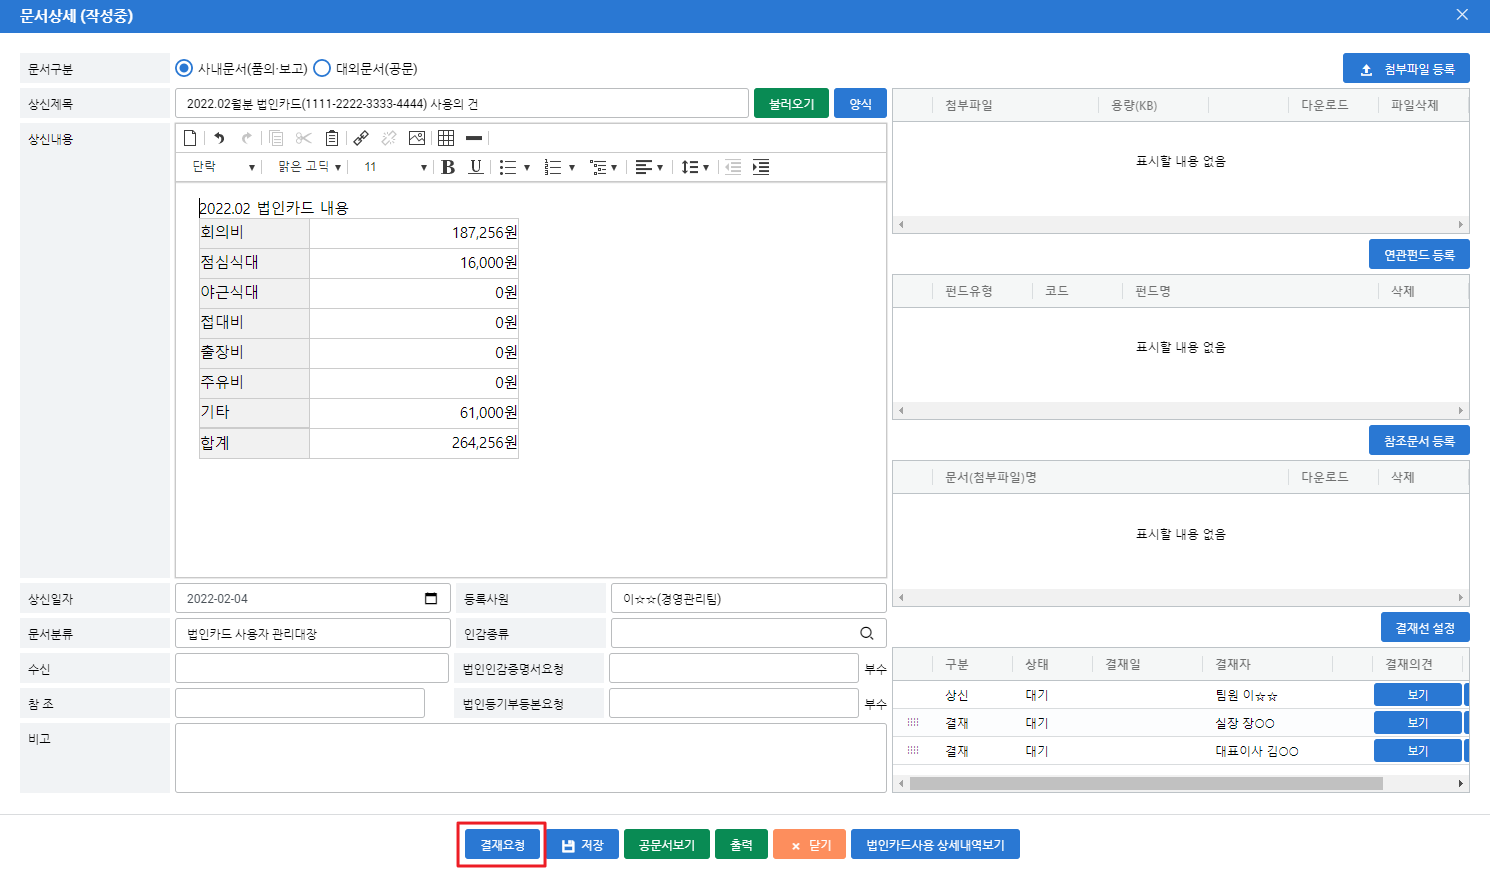 문서상세 (작성중)
문서구분
사내문서(품의·보고) 대외문서(공문)
첨부파일 등록
상신제목
2022.02월분 법인카드(1111-2222-3333-4444) 사용의 건
불러오기 양식
첨부파일 용량(KB) 다운로드 파일삭제
표시할 내용 없음
상신내용
단락 맑은 고딕 11 B U
2022.02 법인카드 내용
회의비 187,256원
점심식대 16,000원
야근식대 0원
접대비 0원
출장비 0원
주유비 0원
기타 61,000원
합계 264,256원
연관펀드 등록
펀드유형 코드 펀드명 삭제
표시할 내용 없음
참조문서 등록
문서(첨부파일)명 다운로드 삭제
표시할 내용 없음
상신일자 2022-02-04 등록사원 이☆☆(경영관리팀)
문서분류 법인카드 사용자 관리대장 인감종류
수신 법인인감증명서요청 부수
참 조 법인등기부등본요청 부수
비고
결재선 설정
구분 상태 결재일 결재자 결재의견
상신 대기 팀원 이☆☆ 보기
결재 대기 실장 장○○ 보기
결재 대기 대표이사 김○○ 보기
결재요청 저장 공문서보기 출력 닫기 법인카드사용 상세내역보기